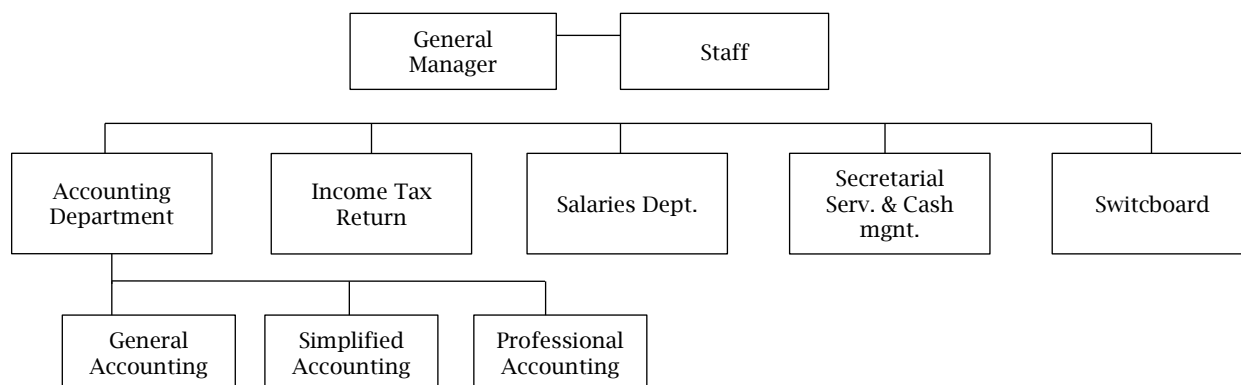 General
Manager
Staff
Accounting
Department
Income Tax
Return
Salaries Dept.
Secretarial
Serv. & Cash
mgnt.
Switcboard
General
Accounting
Simplified
Accounting
Professional
Accounting